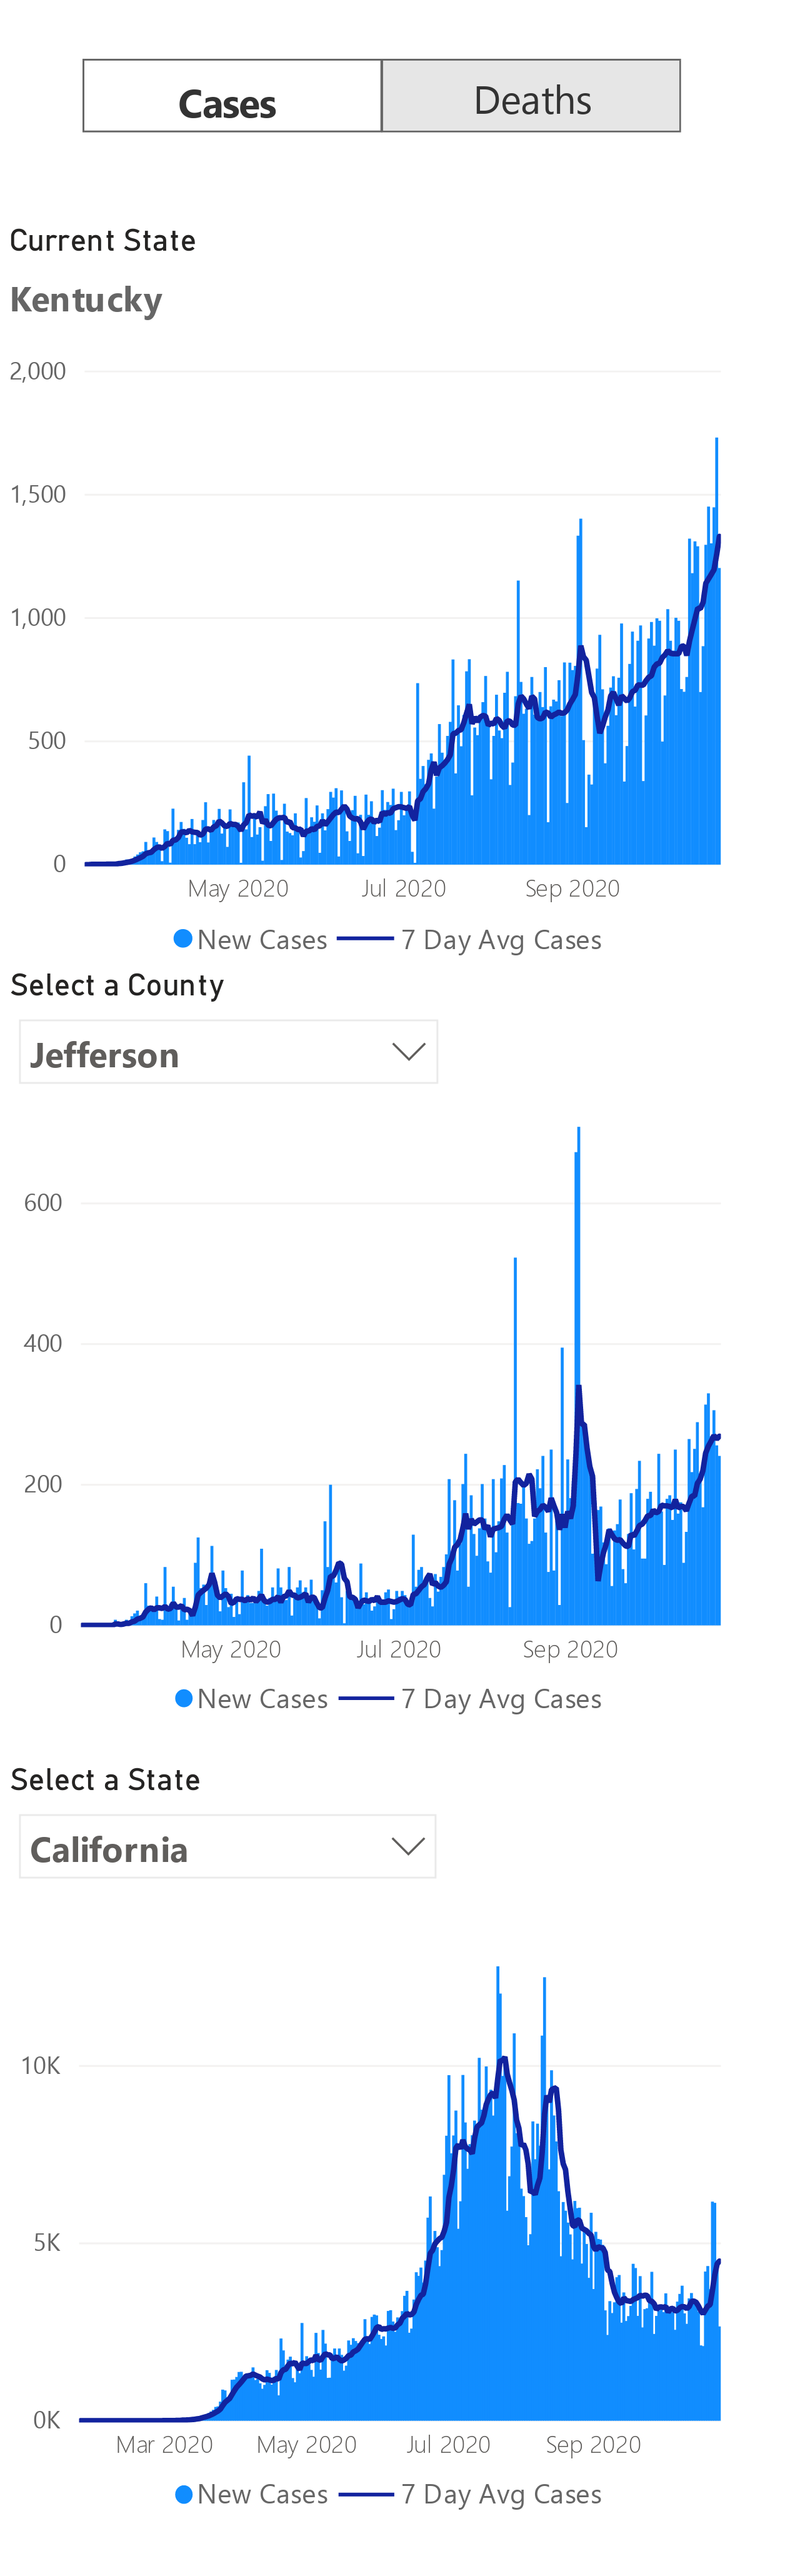 Cases Deaths
Current State
Kentucky
2,000
1,500
1,000
500
0
May 2020 Jul 2020 Sep 2020
New Cases 7 Day Avg Cases
Select a County
Jefferson
600
400
200
0
May 2020 Jul 2020 Sep 2020
New Cases 7 Day Avg Cases
Select a State
California
10K
5K
0K
Mar 2020 May 2020 Jul 2020 Sep 2020
New Cases 7 Day Avg Cases